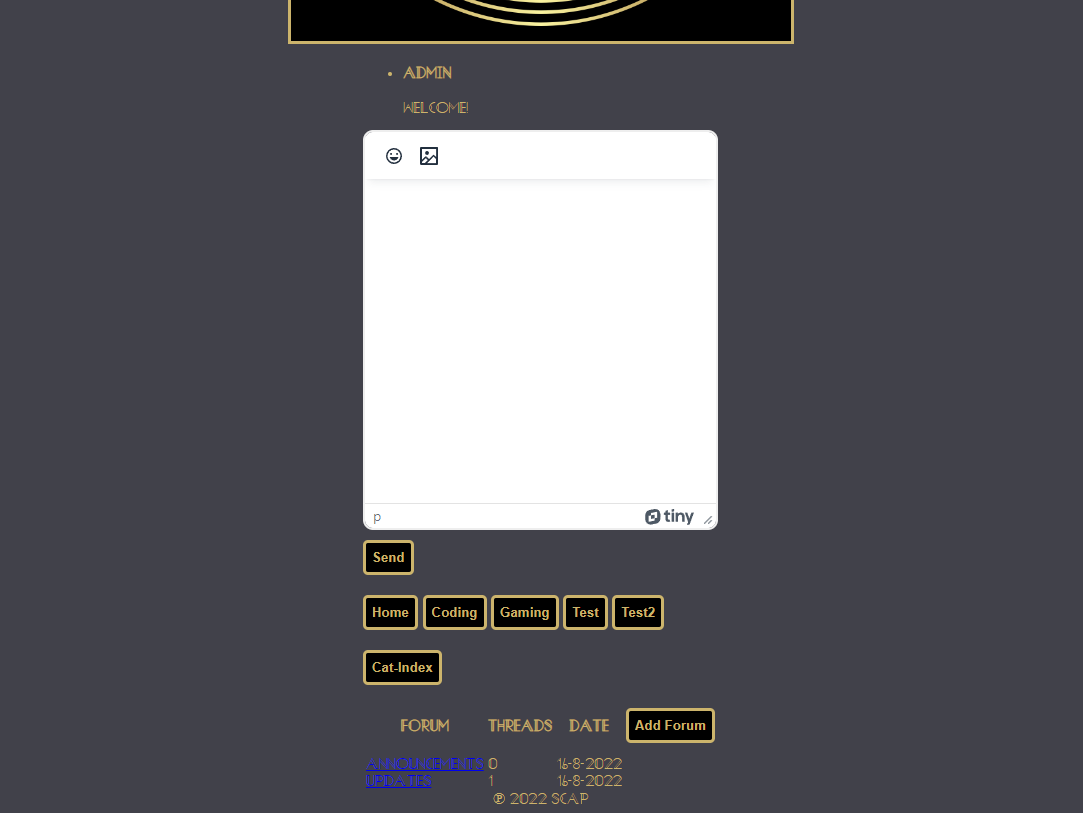 ADMIN
WELCOME!
p tiny
Send
Home Coding Gaming Test Test2
Cat-Index
FORUM THREADS DATE Add Forum
ANNOUNCEMENTS 0 16-8-2022
UPDATES 1 16-8-2022
℗ 2022 SCAP